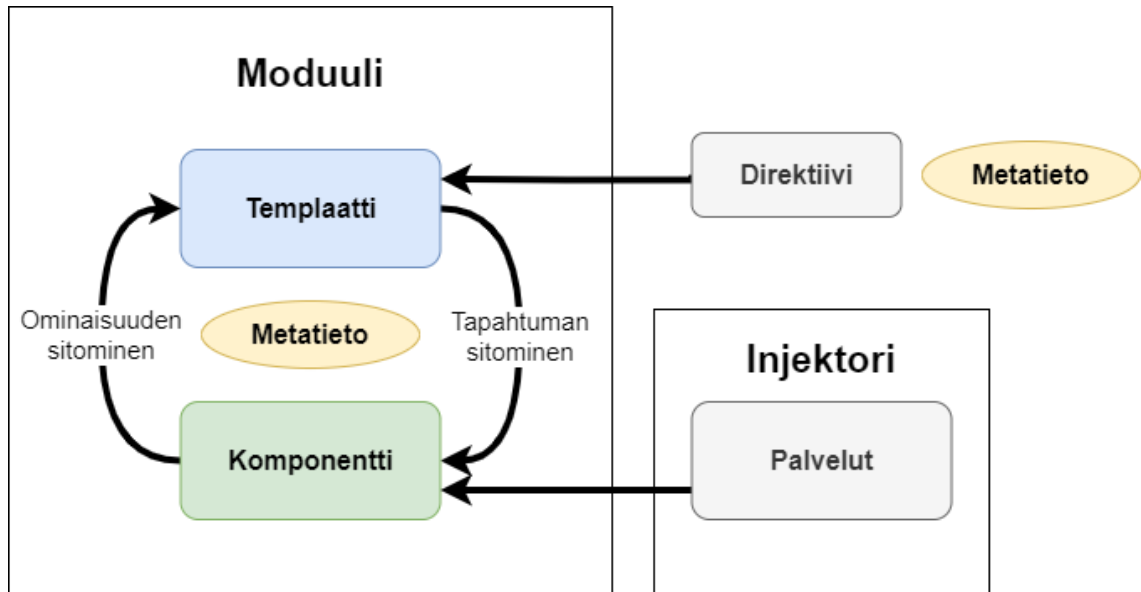 Moduuli
Templaatti
Direktiivi
Metatieto
Ominaisuuden
sitominen
Metatieto
Tapahtuman
sitominen
Injektori
Komponentti
Palvelut